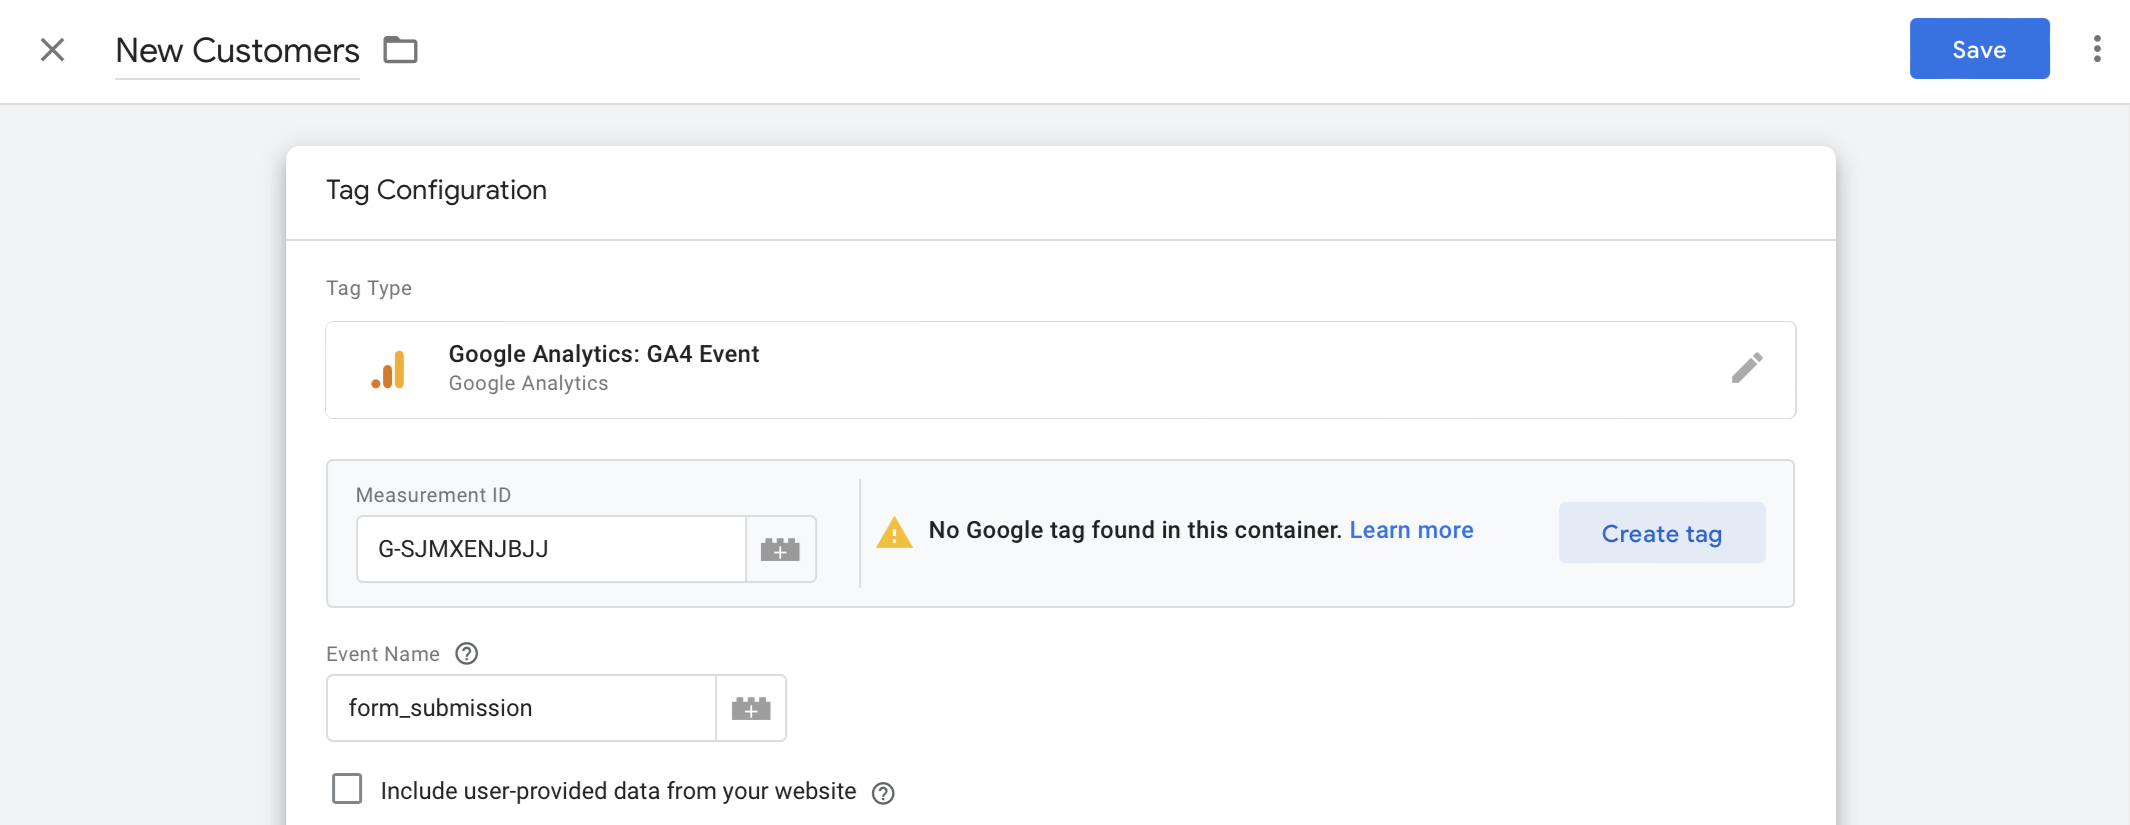 New Customers
Save
Tag Configuration
Tag Type
Google Analytics: GA4 Event
Google Analytics
Measurement ID
G-SJMXENJBJJ
No Google tag found in this container. Learn more
Create tag
Event Name
form_submission
Include user-provided data from your website